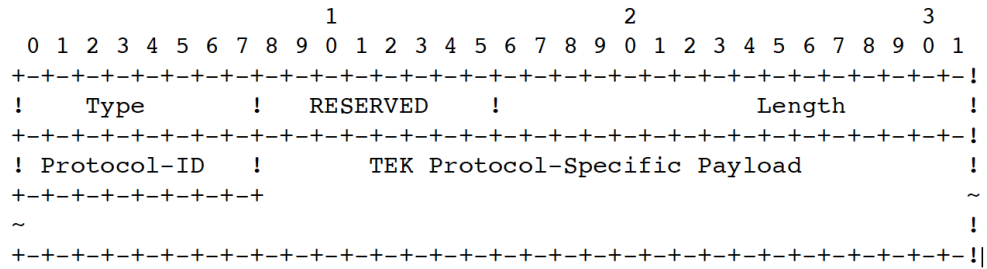 1                   2                   3
 0 1 2 3 4 5 6 7 8 9 0 1 2 3 4 5 6 7 8 9 0 1 2 3 4 5 6 7 8 9 0 1
+-+-+-+-+-+-+-+-+-+-+-+-+-+-+-+-+-+-+-+-+-+-+-+-+-+-+-+-+-+-+-+-!
!    Type       !   RESERVED    !                 Length        !
+-+-+-+-+-+-+-+-+-+-+-+-+-+-+-+-+-+-+-+-+-+-+-+-+-+-+-+-+-+-+-+-!
! Protocol-ID   !       TEK Protocol-Specific Payload           !
+-+-+-+-+-+-+-+-+                                               ~
~                                                               !
+-+-+-+-+-+-+-+-+-+-+-+-+-+-+-+-+-+-+-+-+-+-+-+-+-+-+-+-+-+-+-+-!